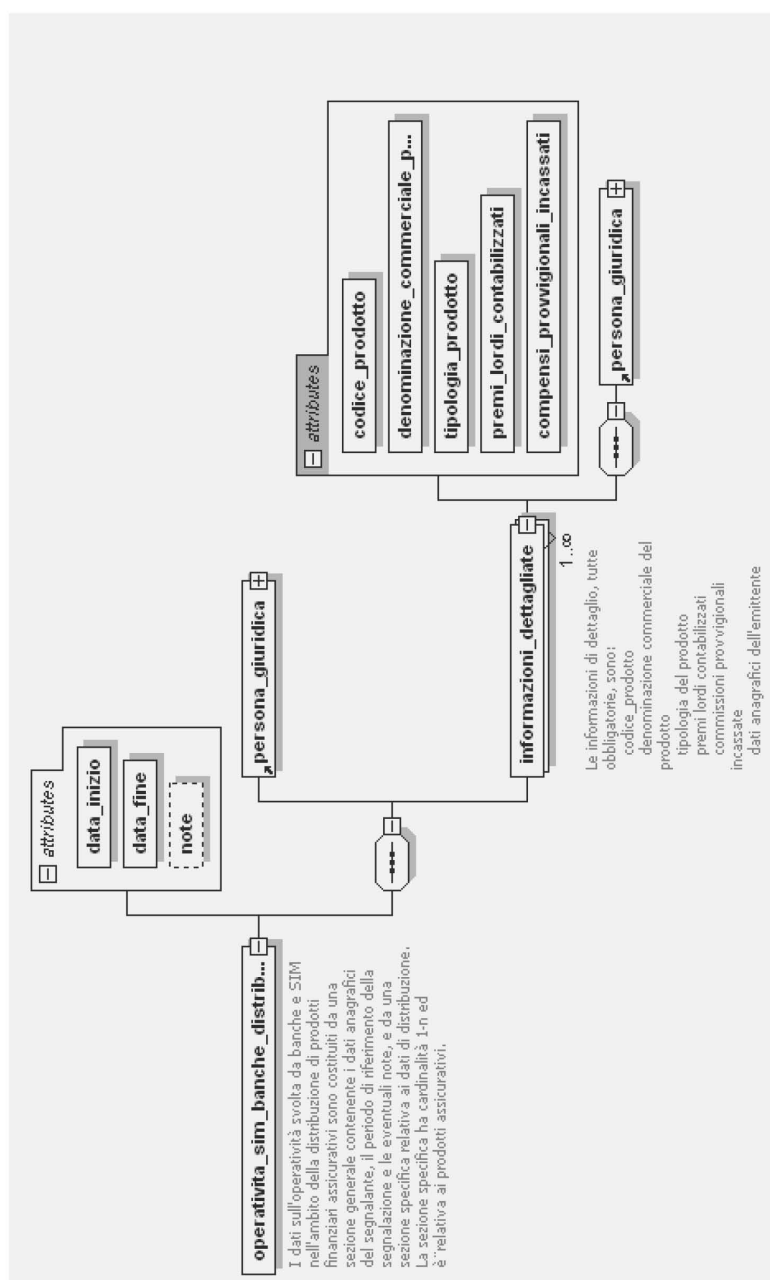 operativita_sim_banche_distrib...
I dati sull'operatività svolta da banche e SIM
nell'ambito della distribuzione di prodotti
finanziari assicurativi sono costituiti da una
sezione generale contenente i dati anagrafici
del segnalante, il periodo di riferimento della
segnalazione e le eventuali note, e da una
sezione specifica relativa ai dati di distribuzione.
La sezione specifica ha cardinalità 1-n ed
è¨relativa ai prodotti assicurativi.
attributes
data_inizio
data_fine
note
persona_giuridica
informazioni_dettagliate
1..∞
Le informazioni di dettaglio, tutte
obbligatorie, sono:
codice_prodotto
denominazione commerciale del
prodotto
tipologia del prodotto
premi lordi contabilizzati
commissioni provvigionali
incassate
dati anagrafici dell'emittente
attributes
codice_prodotto
denominazione_commerciale_p...
tipologia_prodotto
premi_lordi_contabilizzati
compensi_provvigionali_incassati
persona_giuridica